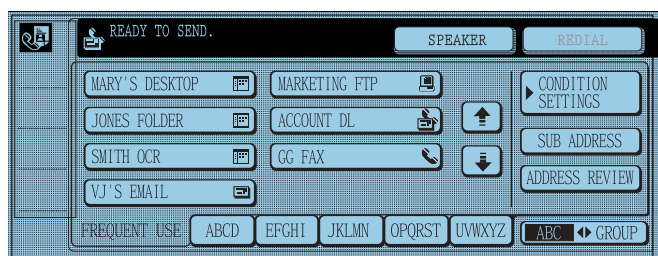 READY TO SEND.
SPEAKER
REDIAL
MARY'S DESKTOP
MARKETING FTP
CONDITION
SETTINGS
JONES FOLDER
ACCOUNT DL
SUB ADDRESS
SMITH OCR
GG FAX
ADDRESS REVIEW
VJ'S EMAIL
FREQUENT USE
ABCD
EFGHI
JKLMN
OPQRST
UVWXYZ
ABC
GROUP